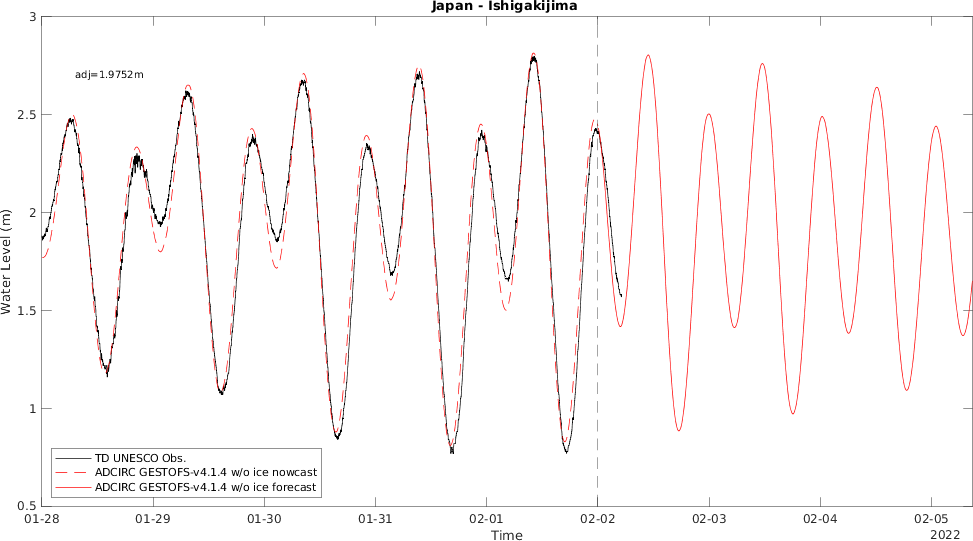 Japan - Ishigakijima
3
adj=1.9752m
2.5
2
Water Level (m)
1.5
1
TD UNESCO Obs.
ADCIRC GESTOFS-v4.1.4 w/o ice nowcast
ADCIRC GESTOFS-v4.1.4 w/o ice forecast
0.5
01-28 01-29 01-30 01-31 02-01 02-02 02-03 02-04 02-05
Time
2022